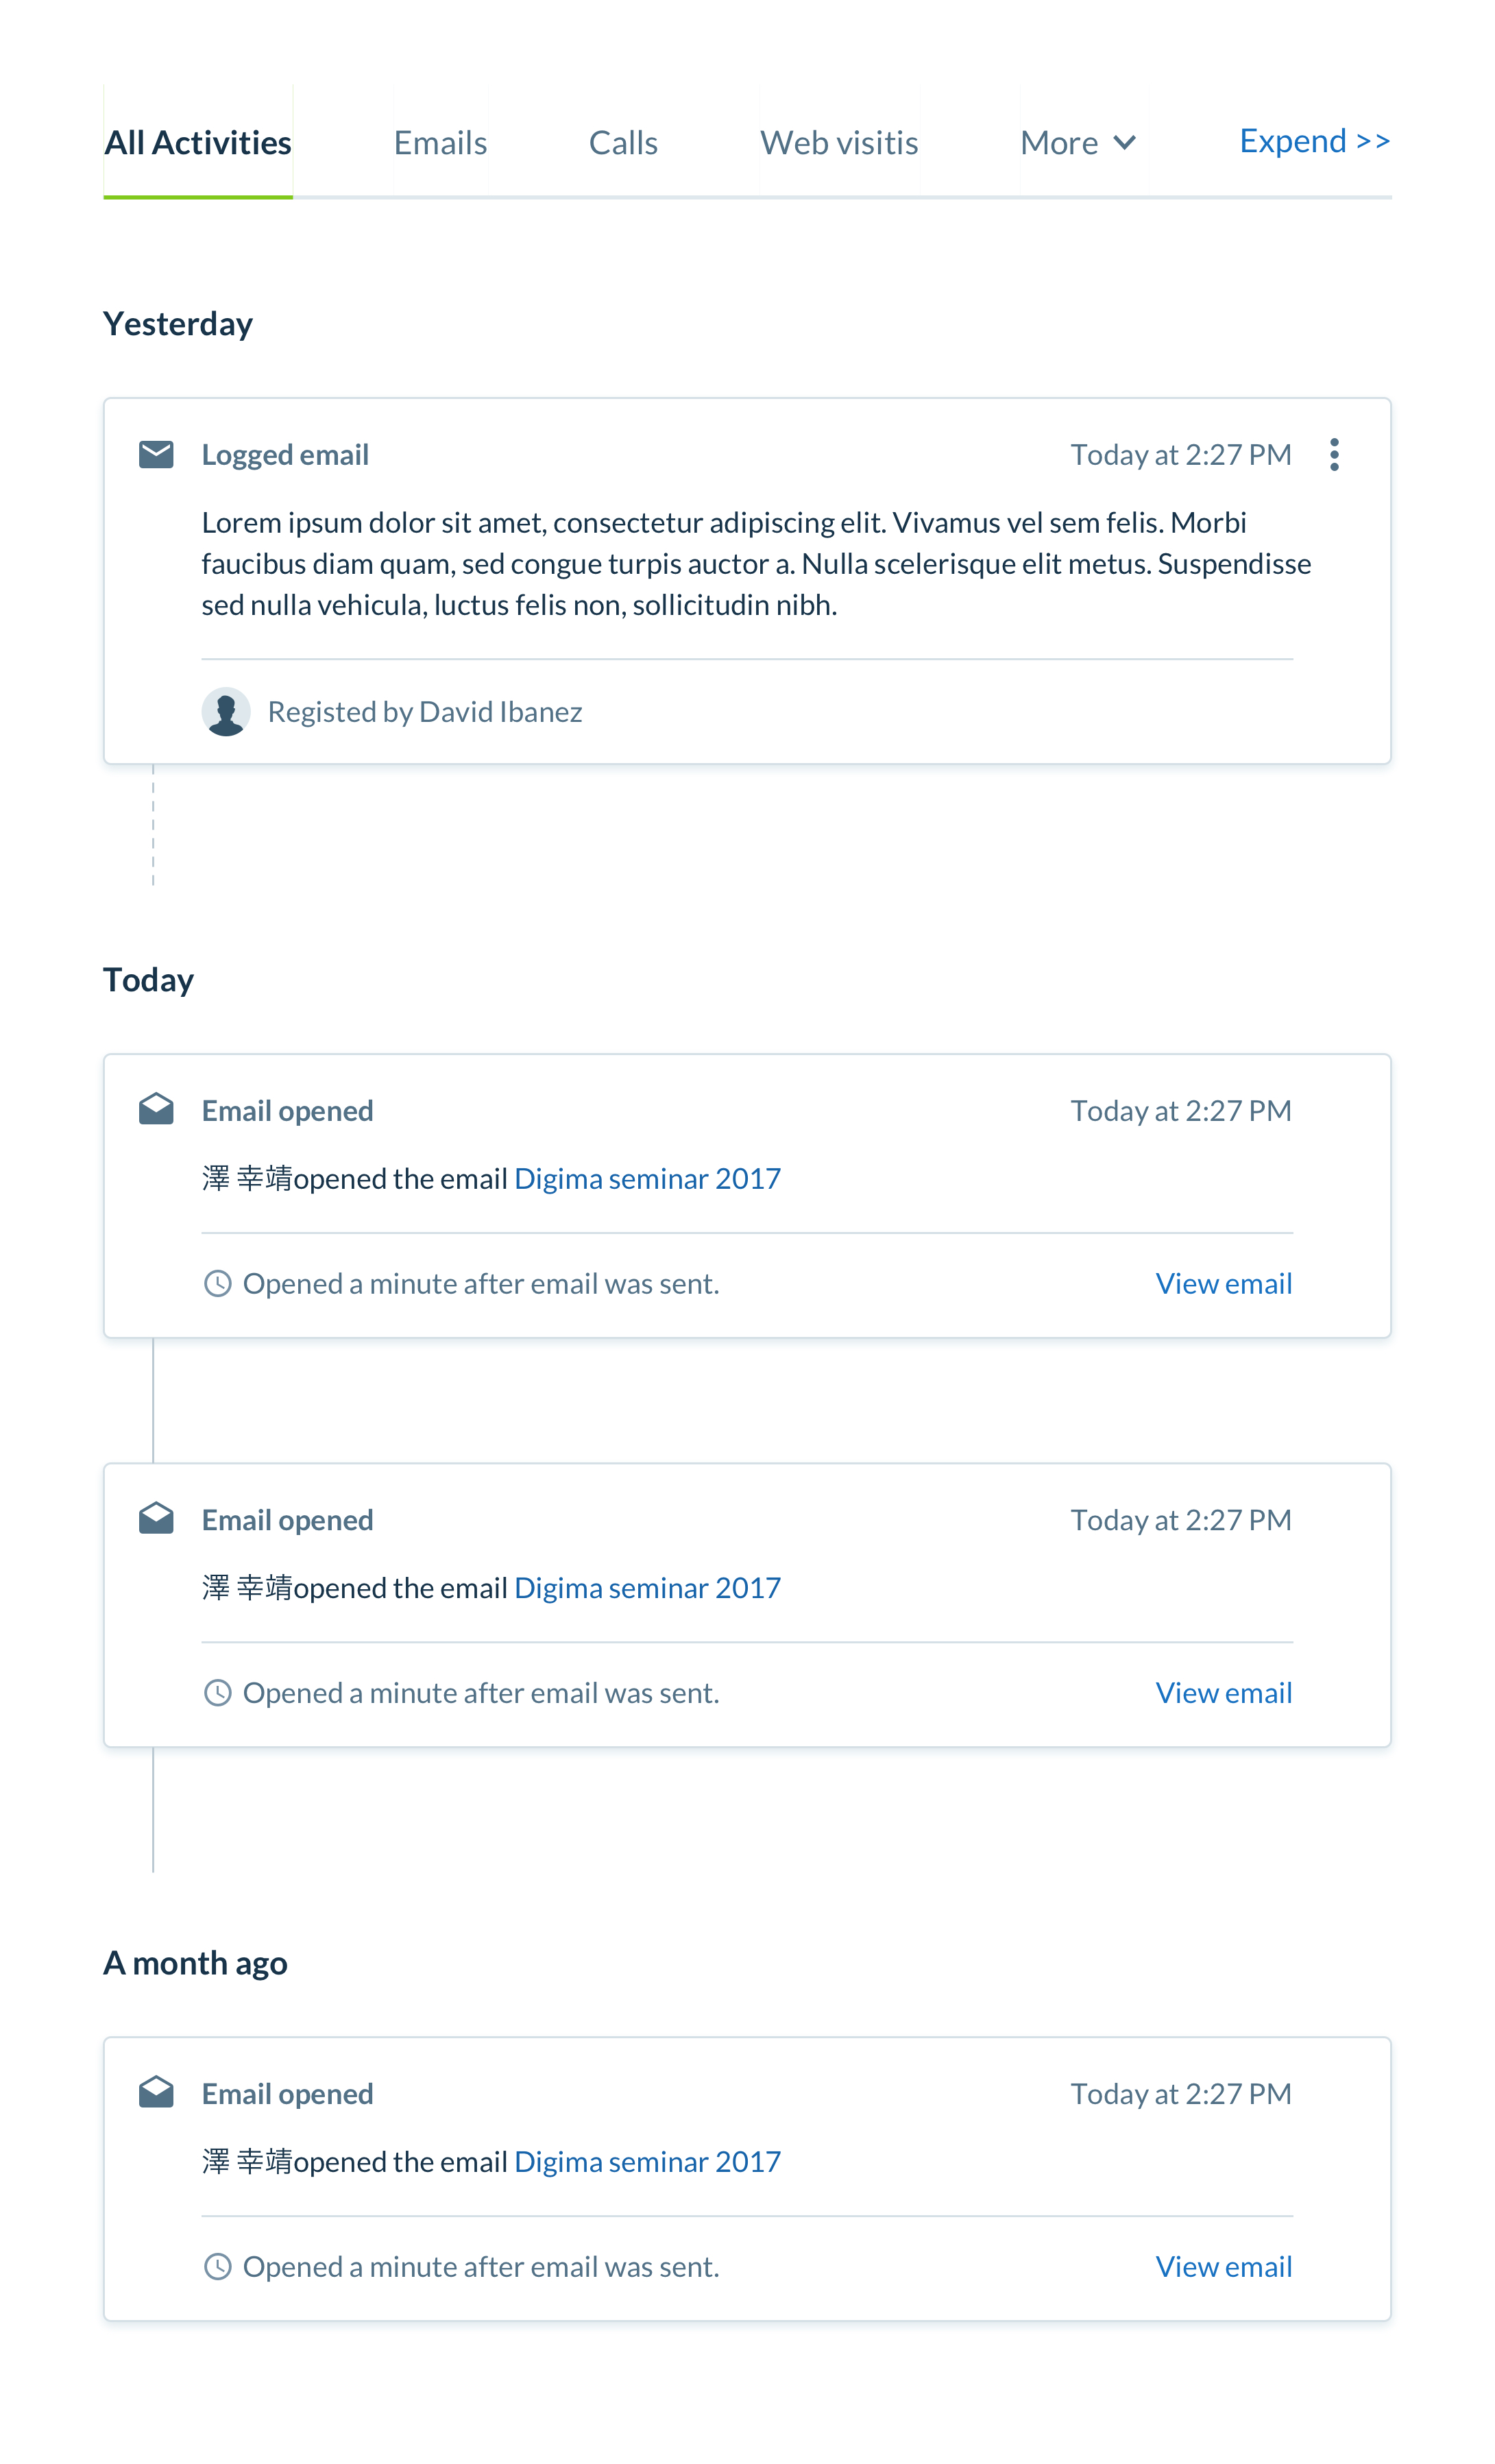 All Activities Emails Calls Web visitis More Expend >>
Yesterday
Logged email Today at 2:27 PM
Lorem ipsum dolor sit amet, consectetur adipiscing elit. Vivamus vel sem felis. Morbi
faucibus diam quam, sed congue turpis auctor a. Nulla scelerisque elit metus. Suspendisse
sed nulla vehicula, luctus felis non, sollicitudin nibh.
Registed by David Ibanez
Today
Email opened Today at 2:27 PM
澤 幸靖opened the email Digima seminar 2017
Opened a minute after email was sent. View email
Email opened Today at 2:27 PM
澤 幸靖opened the email Digima seminar 2017
Opened a minute after email was sent. View email
A month ago
Email opened Today at 2:27 PM
澤 幸靖opened the email Digima seminar 2017
Opened a minute after email was sent. View email